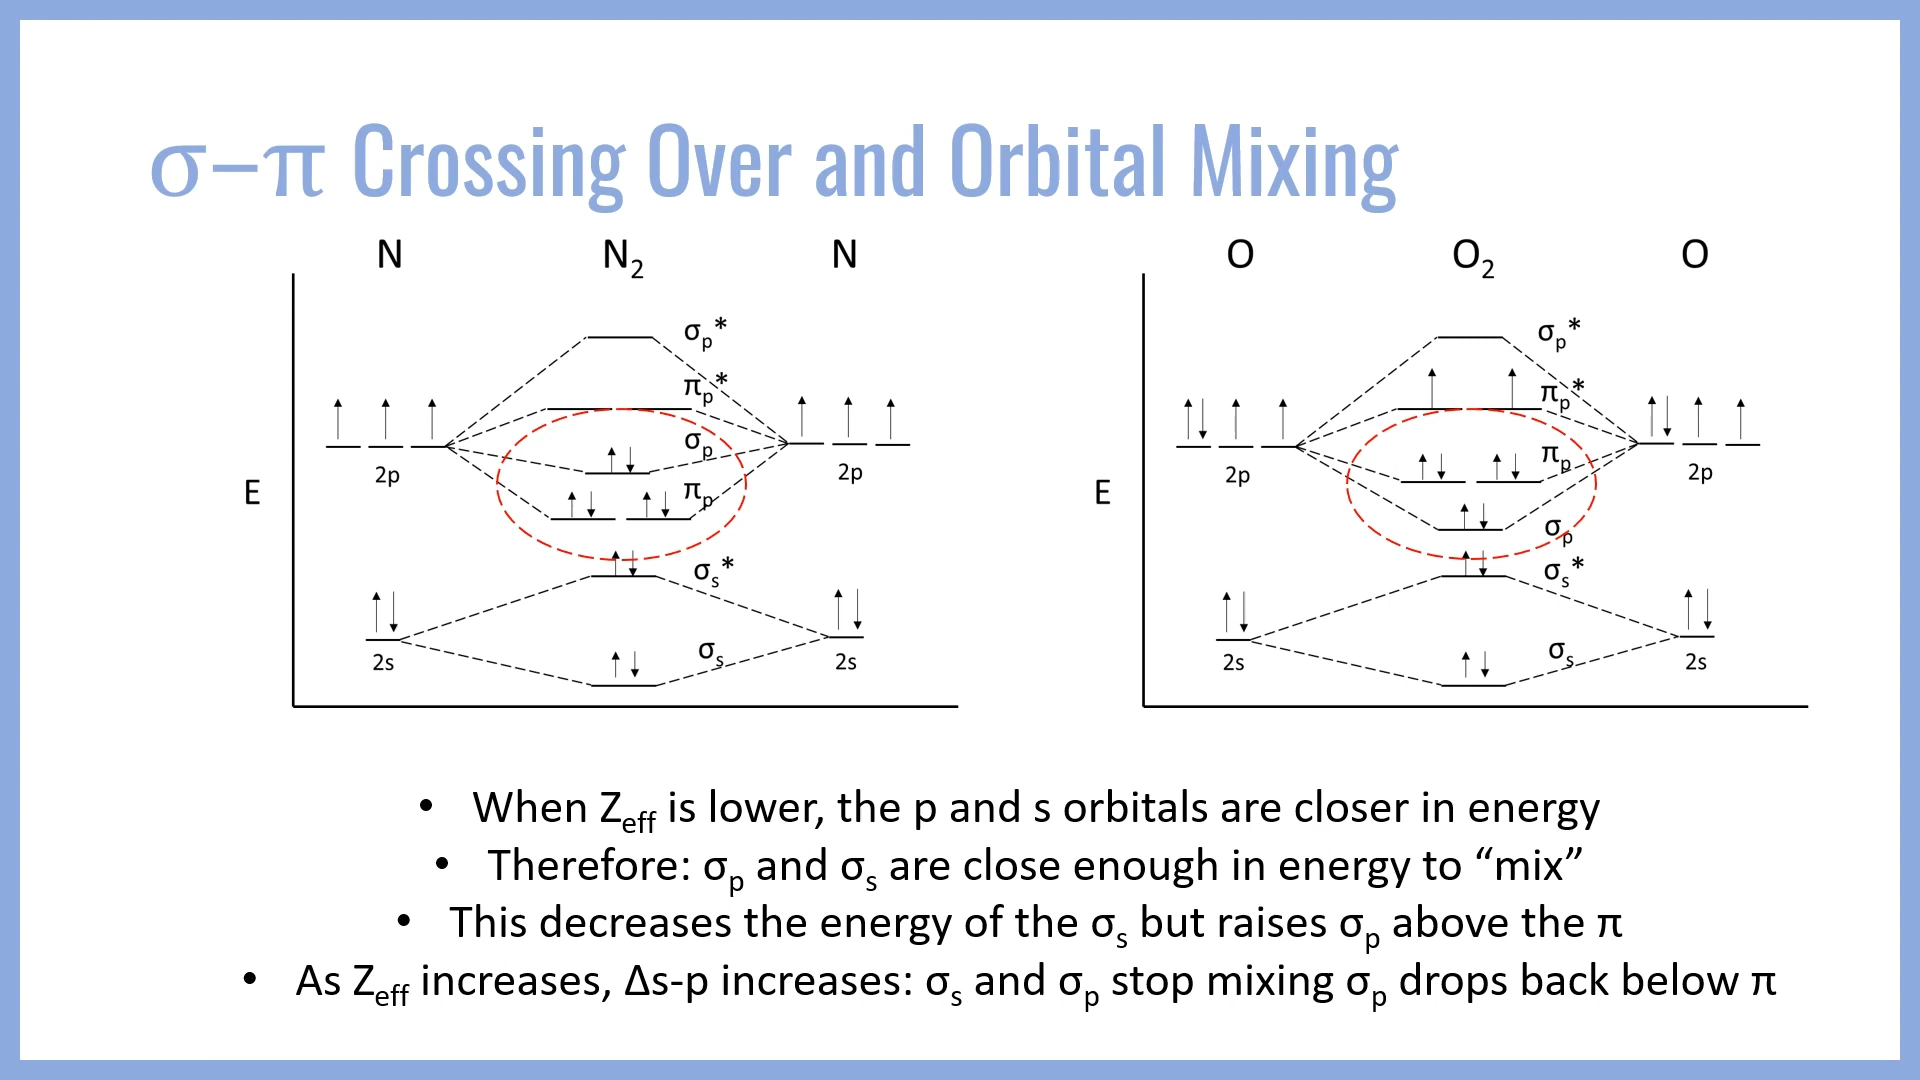 σ–π Crossing Over and Orbital Mixing
N N₂ N
σₚ*
πₚ*
σₚ
2p 2p
πₚ
E
σₛ*
σₛ
2s 2s
O O₂ O
σₚ*
πₚ*
πₚ
2p 2p
E
σₚ
σₛ*
σₛ
2s 2s
• When Z_eff is lower, the p and s orbitals are closer in energy
• Therefore: σₚ and σₛ are close enough in energy to “mix”
• This decreases the energy of the σₛ but raises σₚ above the π
• As Z_eff increases, Δs-p increases: σₛ and σₚ stop mixing σₚ drops back below π